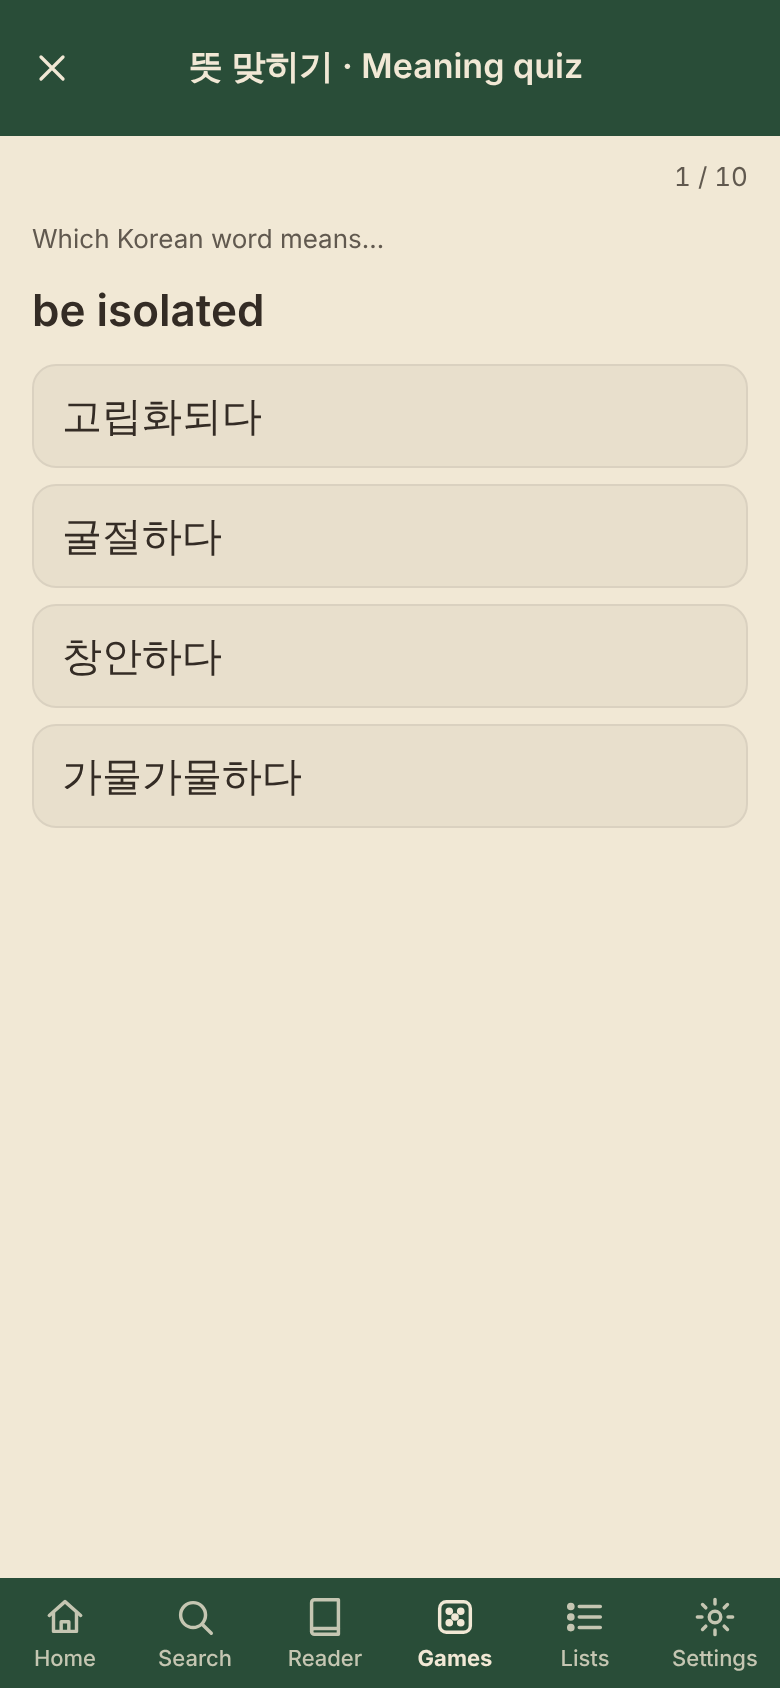 뜻 맞히기 · Meaning quiz
1 / 10
Which Korean word means...
be isolated
고립화되다
굴절하다
창안하다
가물가물하다
Home
Search
Reader
Games
Lists
Settings